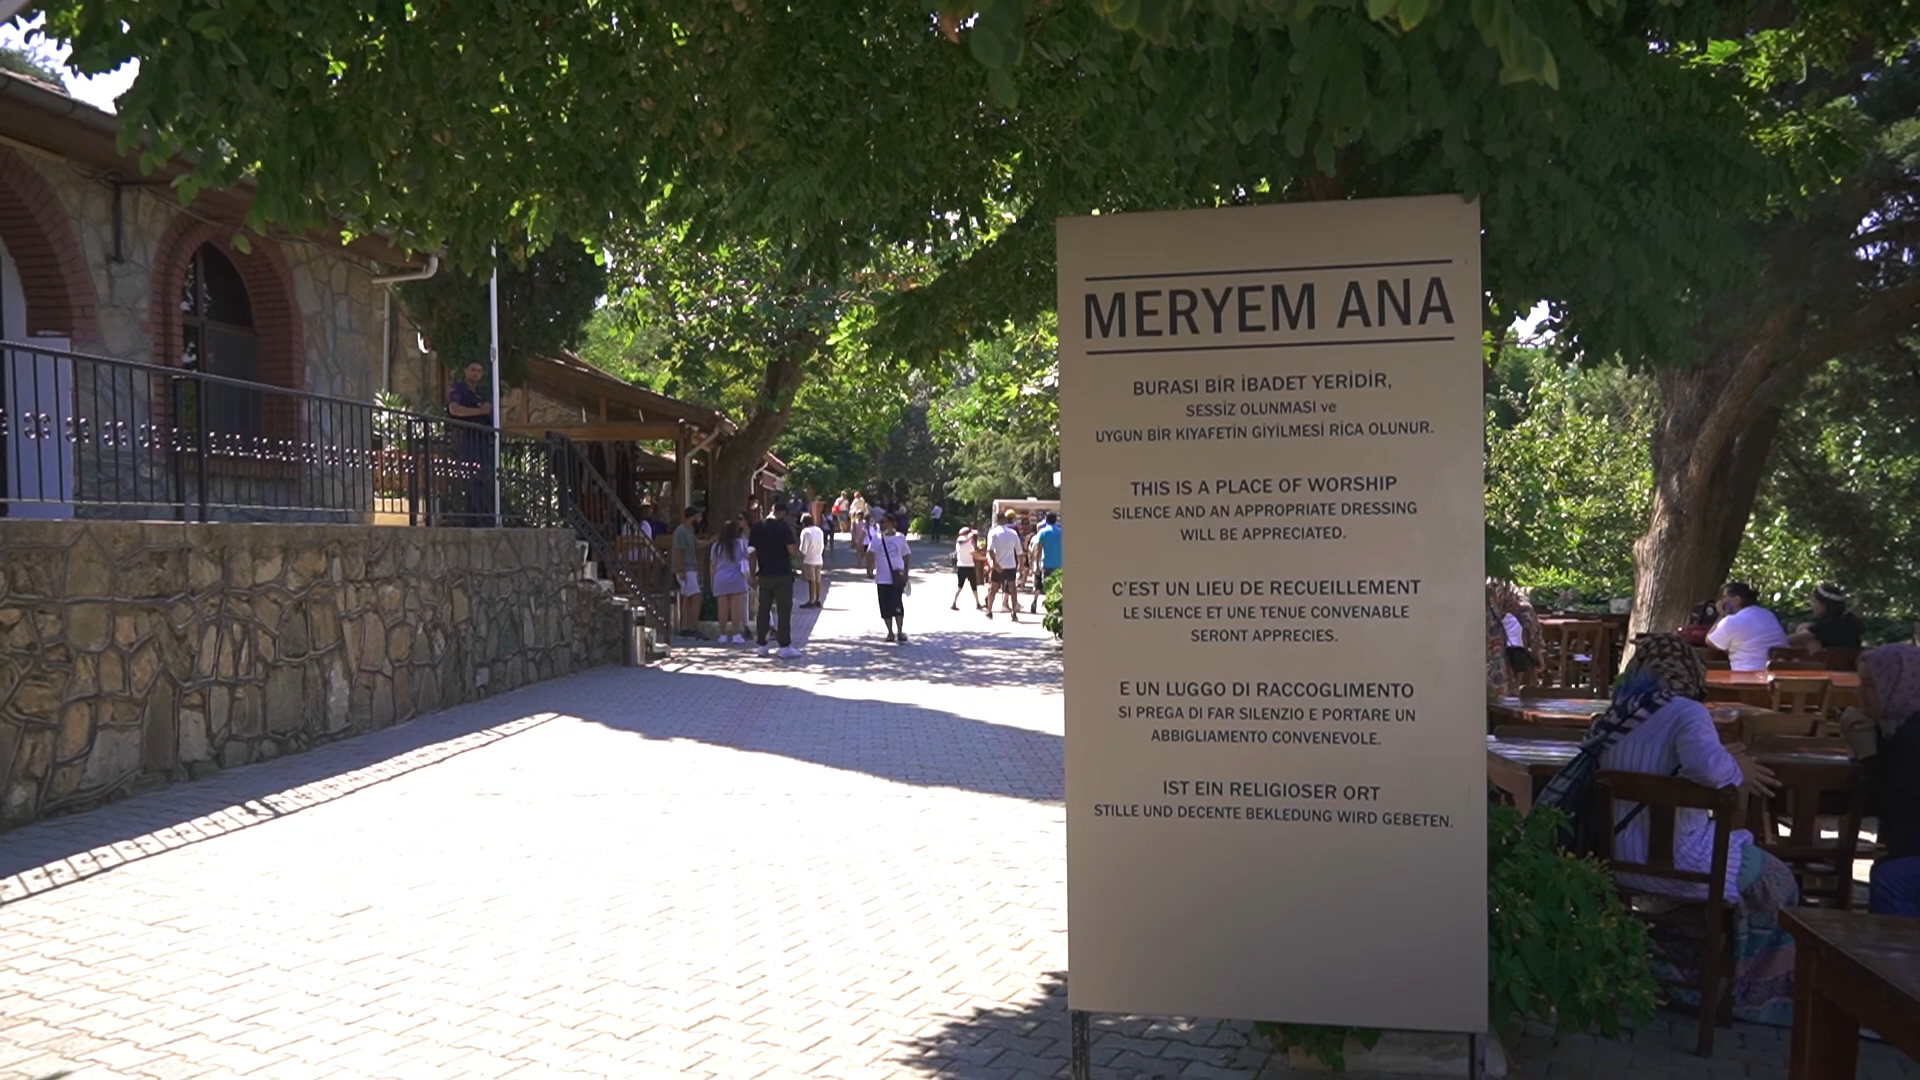 MERYEM ANA
BURASI BİR İBADET YERİDİR,
SESSİZ OLUNMASI ve
UYGUN BİR KIYAFETİN GİYİLMESİ RİCA OLUNUR.
THIS IS A PLACE OF WORSHIP
SILENCE AND AN APPROPRIATE DRESSING
WILL BE APPRECIATED.
C'EST UN LIEU DE RECUEILLEMENT
LE SILENCE ET UNE TENUE CONVENABLE
SERONT APPRECIES.
E UN LUGGO DI RACCOGLIMENTO
SI PREGA DI FAR SILENZIO E PORTARE UN
ABBIGLIAMENTO CONVENEVOLE.
IST EIN RELIGIOSER ORT
STILLE UND DECENTE BEKLEDUNG WIRD GEBETEN.